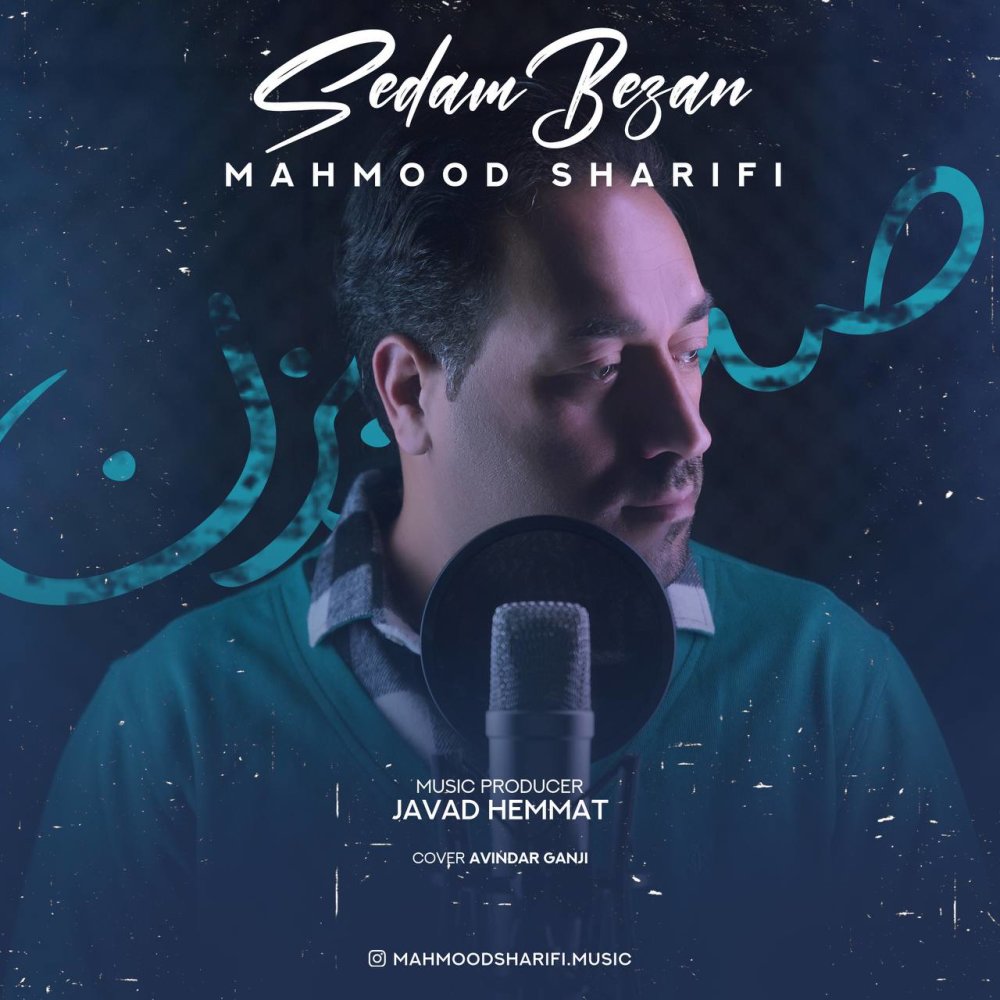 Sedam Bezan
MAHMOOD SHARIFI
MUSIC PRODUCER
JAVAD HEMMAT
COVER AVINDAR GANJI
MAHMOODSHARIFI.MUSIC